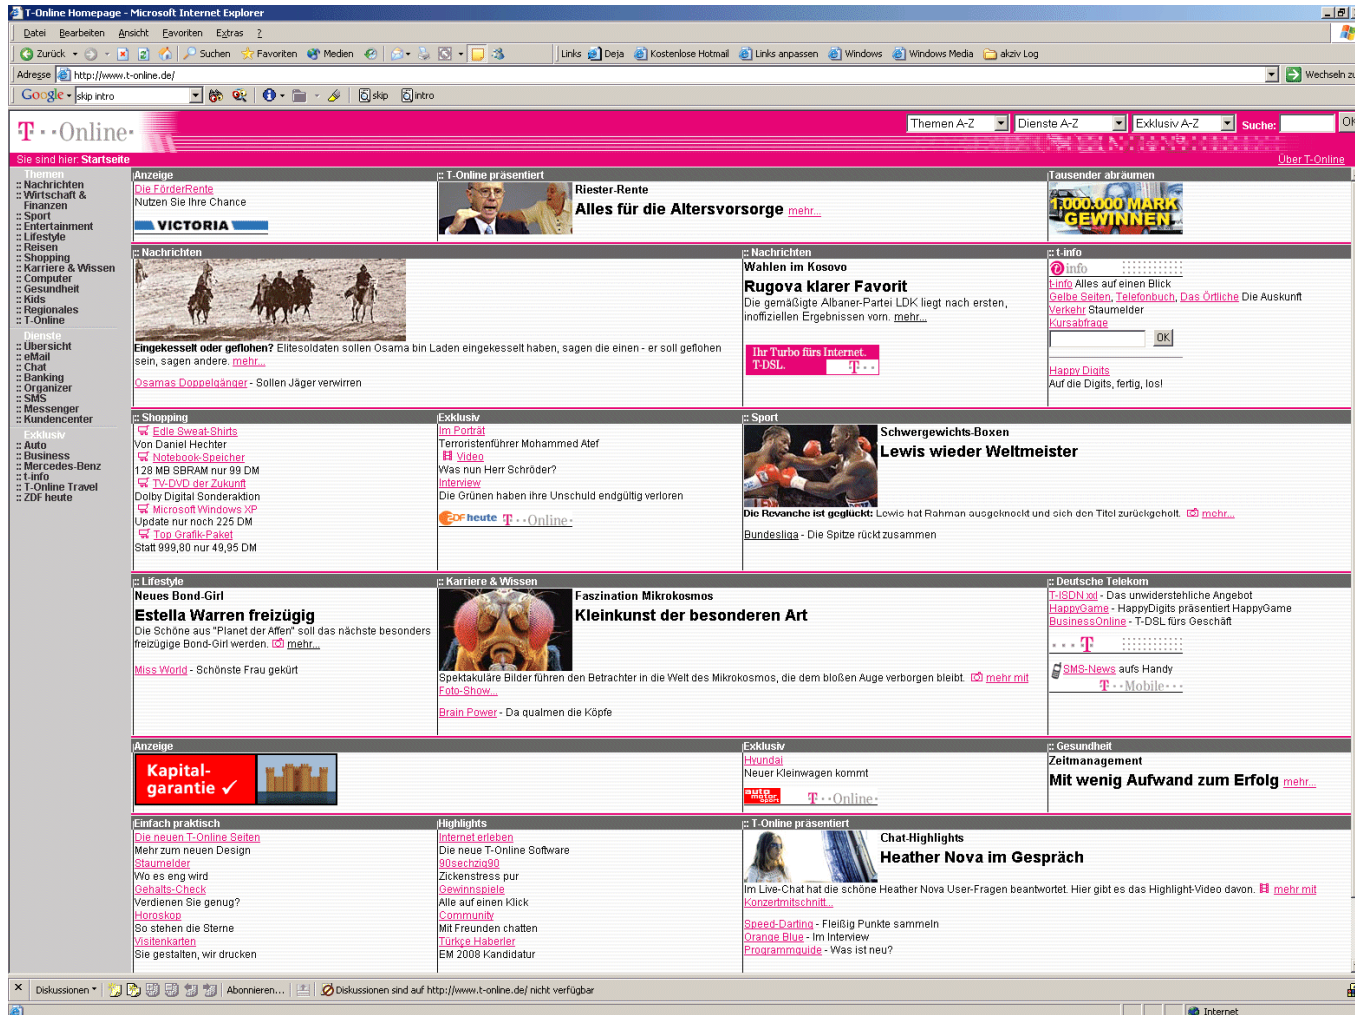 T-Online Homepage - Microsoft Internet Explorer
Datei Bearbeiten Ansicht Favoriten Extras ?
Zurück Suchen Favoriten Medien Links Deja Kostenlose Hotmail Links anpassen Windows Windows Media akziv Log
Adresse http://www.t-online.de/ Wechseln zu
Google skip intro skip intro
T··Online· Themen A-Z Dienste A-Z Exklusiv A-Z Suche: OK
Sie sind hier: Startseite Über T-Online
Themen
:: Nachrichten
:: Wirtschaft &
Finanzen
:: Sport
:: Entertainment
:: Lifestyle
:: Reisen
:: Shopping
:: Karriere & Wissen
:: Computer
:: Gesundheit
:: Kids
:: Regionales
:: T-Online
Dienste
:: Übersicht
:: eMail
:: Chat
:: Banking
:: Organizer
:: SMS
:: Messenger
:: Kundencenter
Exklusiv
:: Auto
:: Business
:: Mercedes-Benz
:: t-info
:: T-Online Travel
:: ZDF heute
Anzeige
Die FörderRente
Nutzen Sie Ihre Chance
VICTORIA
:: T-Online präsentiert
Riester-Rente
Alles für die Altersvorsorge mehr...
Tausender abräumen
1.000.000 MARK
GEWINNEN
:: Nachrichten
Eingekesselt oder geflohen? Elitesoldaten sollen Osama bin Laden eingekesselt haben, sagen die einen - er soll geflohen
sein, sagen andere. mehr...
Osamas Doppelgänger - Sollen Jäger verwirren
:: Nachrichten
Wahlen im Kosovo
Rugova klarer Favorit
Die gemäßigte Albaner-Partei LDK liegt nach ersten,
inoffiziellen Ergebnissen vorn. mehr...
Ihr Turbo fürs Internet.
T-DSL. T··
:: t-info
info
t-info Alles auf einen Blick
Gelbe Seiten, Telefonbuch, Das Örtliche Die Auskunft
Verkehr Staumelder
Kursabfrage
OK
Happy Digits
Auf die Digits, fertig, los!
:: Shopping
Edle Sweat-Shirts
Von Daniel Hechter
Notebook-Speicher
128 MB SBRAM nur 99 DM
TV-DVD der Zukunft
Dolby Digital Sonderaktion
Microsoft Windows XP
Update nur noch 225 DM
Top Grafik-Paket
Statt 999,80 nur 49,95 DM
Exklusiv
Im Porträt
Terroristenführer Mohammed Atef
Video
Was nun Herr Schröder?
Interview
Die Grünen haben ihre Unschuld endgültig verloren
ZDF heute T··Online·
:: Sport
Schwergewichts-Boxen
Lewis wieder Weltmeister
Die Revanche ist geglückt: Lewis hat Rahman ausgeknockt und sich den Titel zurückgeholt. mehr...
Bundesliga - Die Spitze rückt zusammen
:: Lifestyle
Neues Bond-Girl
Estella Warren freizügig
Die Schöne aus "Planet der Affen" soll das nächste besonders
freizügige Bond-Girl werden. mehr...
Miss World - Schönste Frau gekürt
:: Karriere & Wissen
Faszination Mikrokosmos
Kleinkunst der besonderen Art
Spektakuläre Bilder führen den Betrachter in die Welt des Mikrokosmos, die dem bloßen Auge verborgen bleibt. mehr mit
Foto-Show...
Brain Power - Da qualmen die Köpfe
:: Deutsche Telekom
T-ISDN xxl - Das unwiderstehliche Angebot
HappyGame - HappyDigits präsentiert HappyGame
BusinessOnline - T-DSL fürs Geschäft
···T
SMS-News aufs Handy
T··Mobile···
Anzeige
Kapital-
garantie
Exklusiv
Hyundai
Neuer Kleinwagen kommt
auto motor sport T··Online·
:: Gesundheit
Zeitmanagement
Mit wenig Aufwand zum Erfolg mehr...
Einfach praktisch
Die neuen T-Online Seiten
Mehr zum neuen Design
Staumelder
Wo es eng wird
Gehalts-Check
Verdienen Sie genug?
Horoskop
So stehen die Sterne
Visitenkarten
Sie gestalten, wir drucken
Highlights
Internet erleben
Die neue T-Online Software
90sechzig90
Zickenstress pur
Gewinnspiele
Alle auf einen Klick
Community
Mit Freunden chatten
Türkçe Haberler
EM 2008 Kandidatur
:: T-Online präsentiert
Chat-Highlights
Heather Nova im Gespräch
Im Live-Chat hat die schöne Heather Nova User-Fragen beantwortet. Hier gibt es das Highlight-Video davon. mehr mit
Konzertmitschnitt...
Speed-Darting - Fleißig Punkte sammeln
Orange Blue - Im Interview
Programmguide - Was ist neu?
Diskussionen Abonnieren... Diskussionen sind auf http://www.t-online.de/ nicht verfügbar
Internet